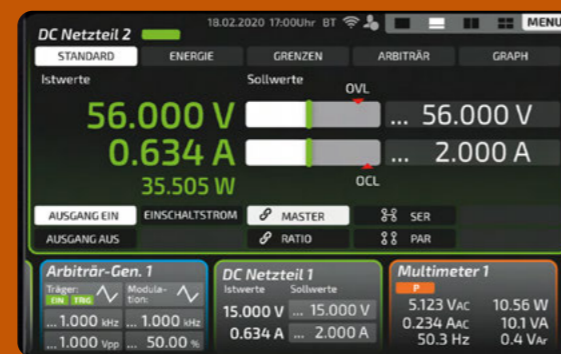 DC Netzteil 2 18.02.2020 17:00Uhr BT MENU
STANDARD ENERGIE GRENZEN ARBITRÄR GRAPH
Istwerte Sollwerte OVL
56.000 V ... 56.000 V
0.634 A ... 2.000 A
35.505 W OCL
AUSGANG EIN EINSCHALTSTROM MASTER SER
AUSGANG AUS RATIO PAR
Arbiträr-Gen. 1
Träger: Modula-
EIN TRIG tion:
... 1.000 kHz ... 1.000 kHz
... 1.000 Vpp ... 50.00 %
DC Netzteil 1
Istwerte Sollwerte
15.000 V ... 15.000 V
0.634 A ... 2.000 A
Multimeter 1
P
5.123 VAC 10.56 W
0.234 AAC 10.1 VA
50.3 Hz 0.4 VAr